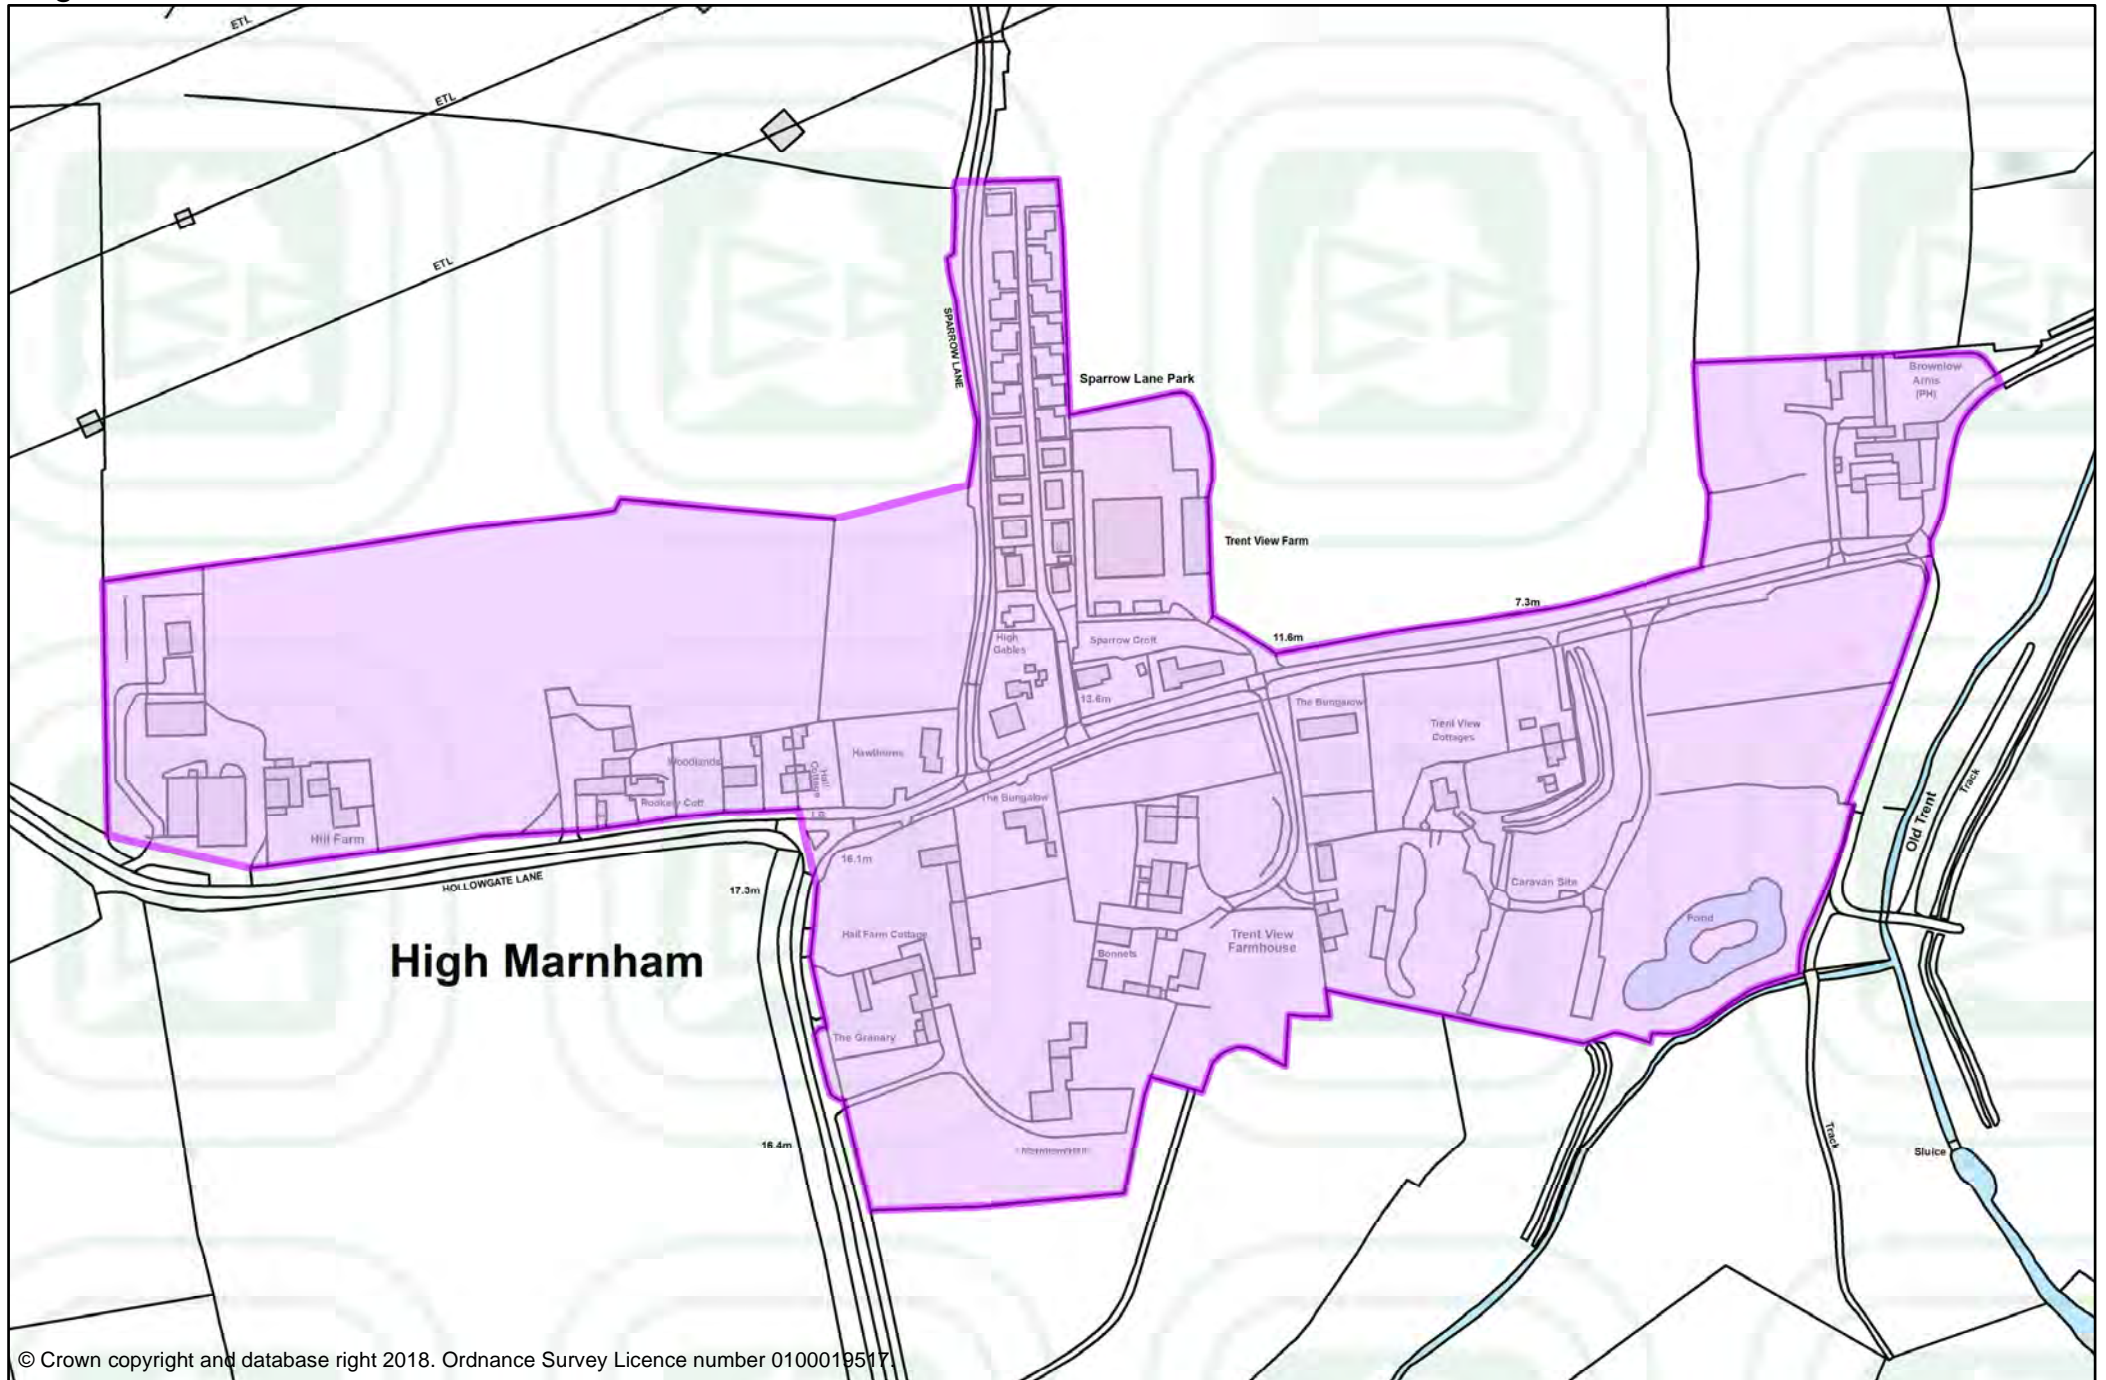 ETL
ETL
ETL
SPARROW LANE
Sparrow Lane Park
Brownlow
Arms
(PH)
Trent View Farm
7.3m
11.6m
High
Gables
Sparrow Croft
13.6m
The Bungalow
Trent View
Cottages
Hawthorns
Woodlands
Hall
Cottage
Rookery Cott
The Bungalow
Hill Farm
16.1m
HOLLOWGATE LANE
17.3m
Caravan Site
Old Trent
Track
High Marnham
Hall Farm Cottage
Bonnets
Trent View
Farmhouse
Pond
The Granary
16.4m
Track
Sluice
© Crown copyright and database right 2018. Ordnance Survey Licence number 0100019517.